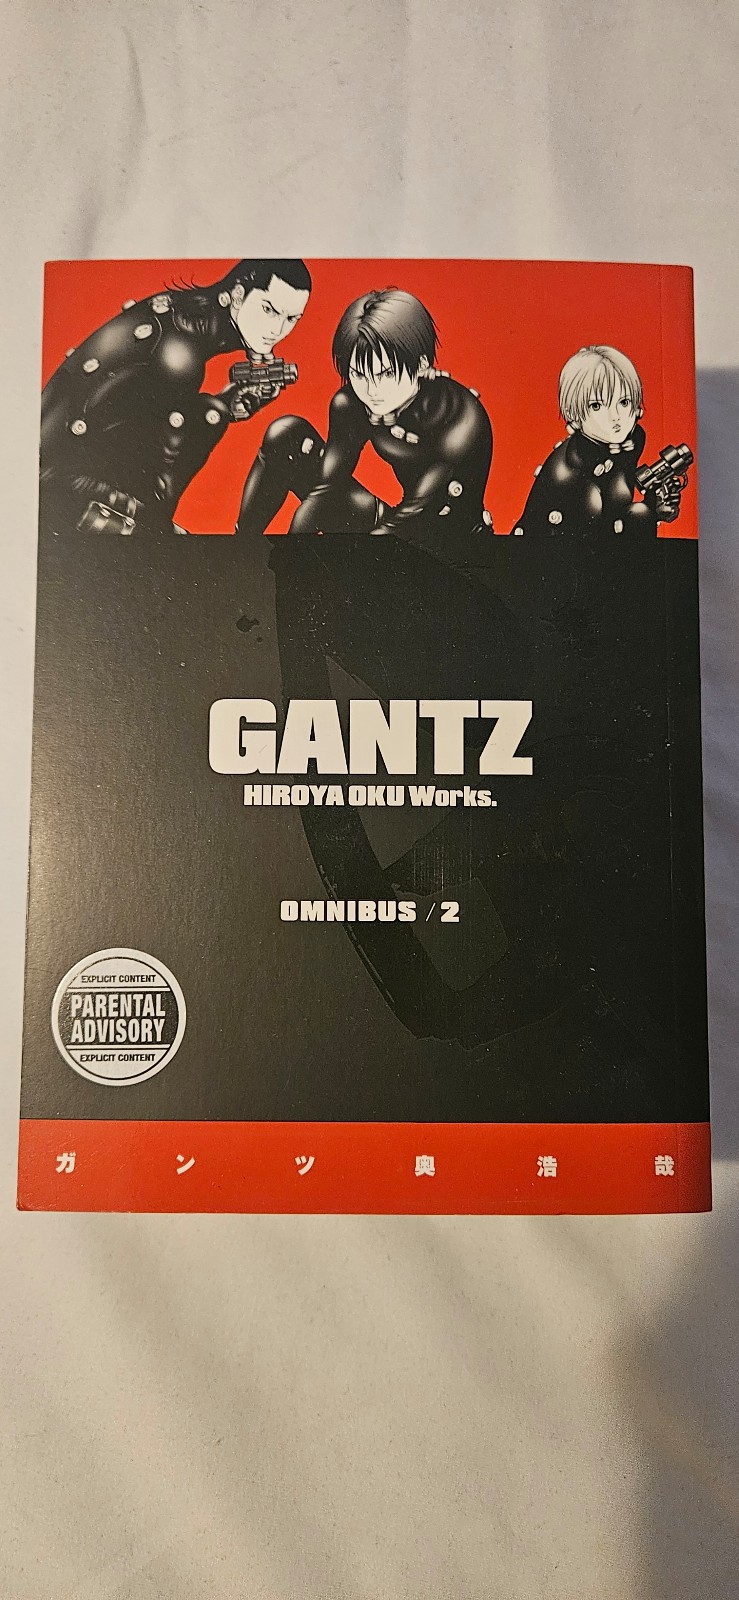 GANTZ
HIROYA OKU Works.
OMNIBUS / 2
EXPLICIT CONTENT
PARENTAL
ADVISORY
EXPLICIT CONTENT
ガンツ奥浩哉